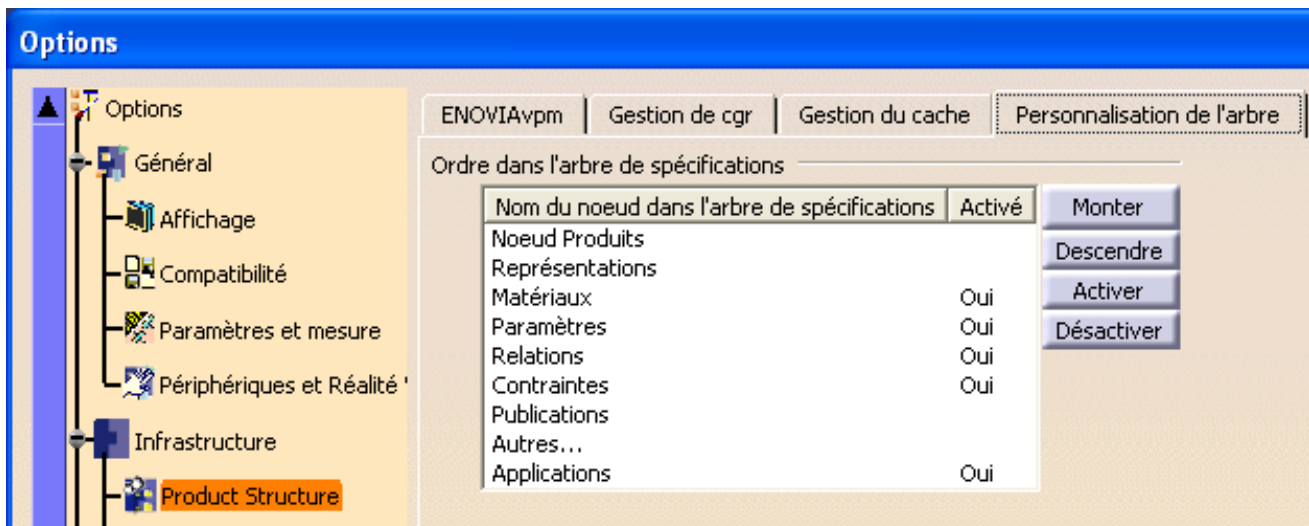 Options
Options
Général
Affichage
Compatibilité
Paramètres et mesure
Périphériques et Réalité '
Infrastructure
Product Structure
ENOVIAvpm Gestion de cgr Gestion du cache Personnalisation de l'arbre
Ordre dans l'arbre de spécifications
Nom du noeud dans l'arbre de spécifications Activé
Noeud Produits
Représentations
Matériaux Oui
Paramètres Oui
Relations Oui
Contraintes Oui
Publications
Autres...
Applications Oui
Monter
Descendre
Activer
Désactiver